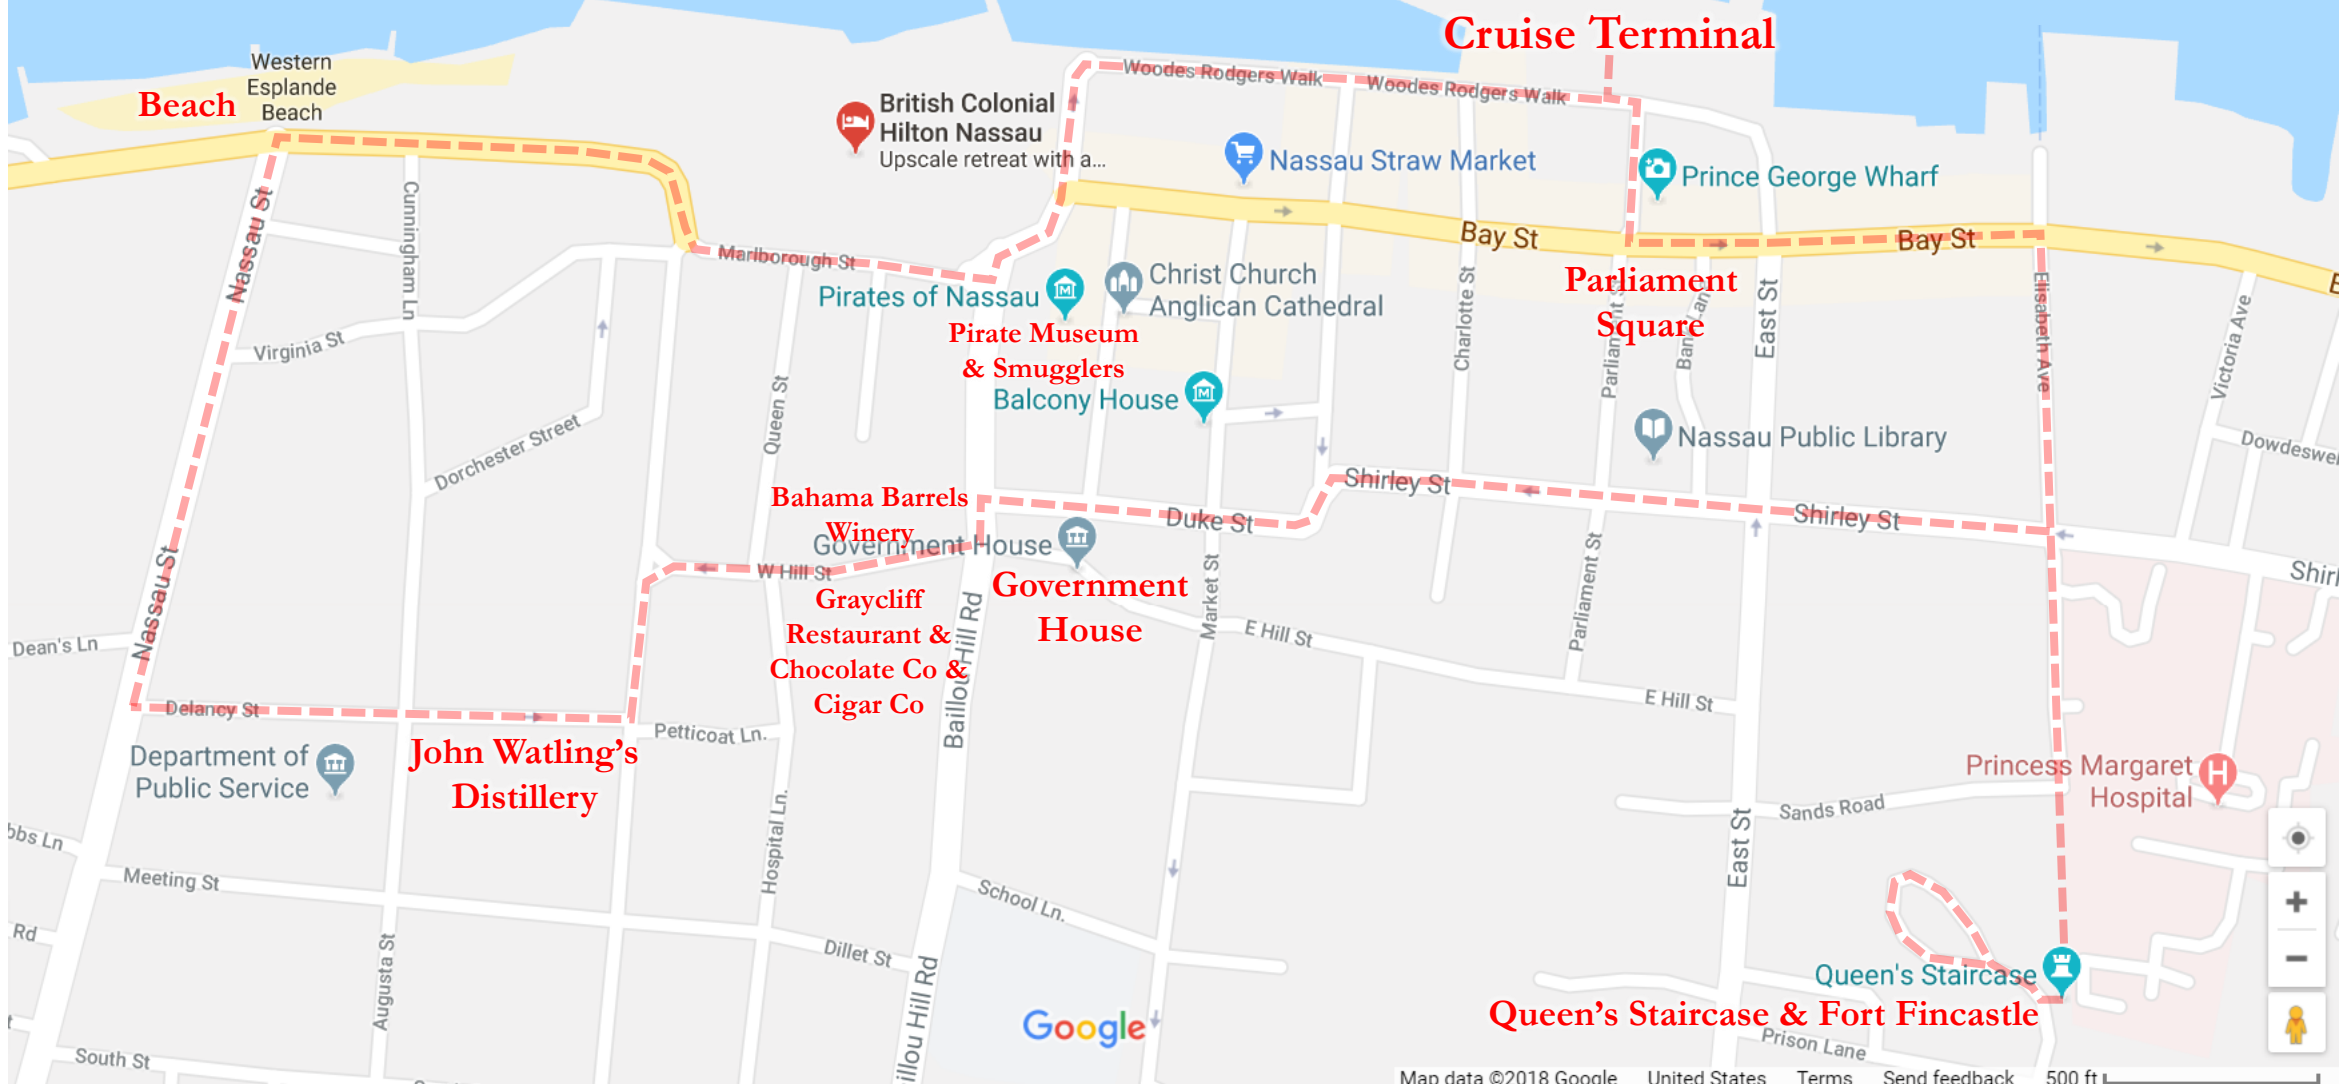 Cruise Terminal
Western
Esplande
Beach
Beach
Woodes Rodgers Walk
Woodes Rodgers Walk
British Colonial
Hilton Nassau
Upscale retreat with a...
Nassau Straw Market
Prince George Wharf
Nassau St
Cunningham Ln
Marlborough St
Bay St
Bay St
Parliament
Square
Pirates of Nassau
Pirate Museum
& Smugglers
Christ Church
Anglican Cathedral
Balcony House
Charlotte St
Parliament St
East St
Elisabeth Ave
Victoria Ave
Virginia St
Queen St
Dorchester Street
Nassau Public Library
Dowdeswel
Bahama Barrels
Winery
Shirley St
Shirley St
Duke St
Government House
Government
House
W Hill St
Graycliff
Restaurant &
Chocolate Co &
Cigar Co
Nassau St
Dean's Ln
Delancy St
Petticoat Ln.
Baillou Hill Rd
Market St
E Hill St
Parliament St
E Hill St
Shirl
Department of
Public Service
John Watling's
Distillery
Princess Margaret
Hospital
Sands Road
East St
Hospital Ln.
bbs Ln
Meeting St
School Ln.
Rd
Augusta St
Dillet St
illou Hill Rd
Queen's Staircase
Queen's Staircase & Fort Fincastle
Prison Lane
South St
Google
Map data ©2018 Google United States Terms Send feedback 500 ft